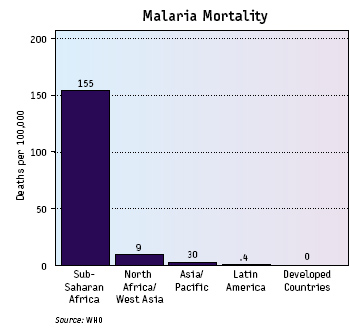 Malaria Mortality
Deaths per 100,000
200
150
100
50
0
155
9
30
.4
0
Sub-
Saharan
Africa
North
Africa/
West Asia
Asia/
Pacific
Latin
America
Developed
Countries
Source: WHO